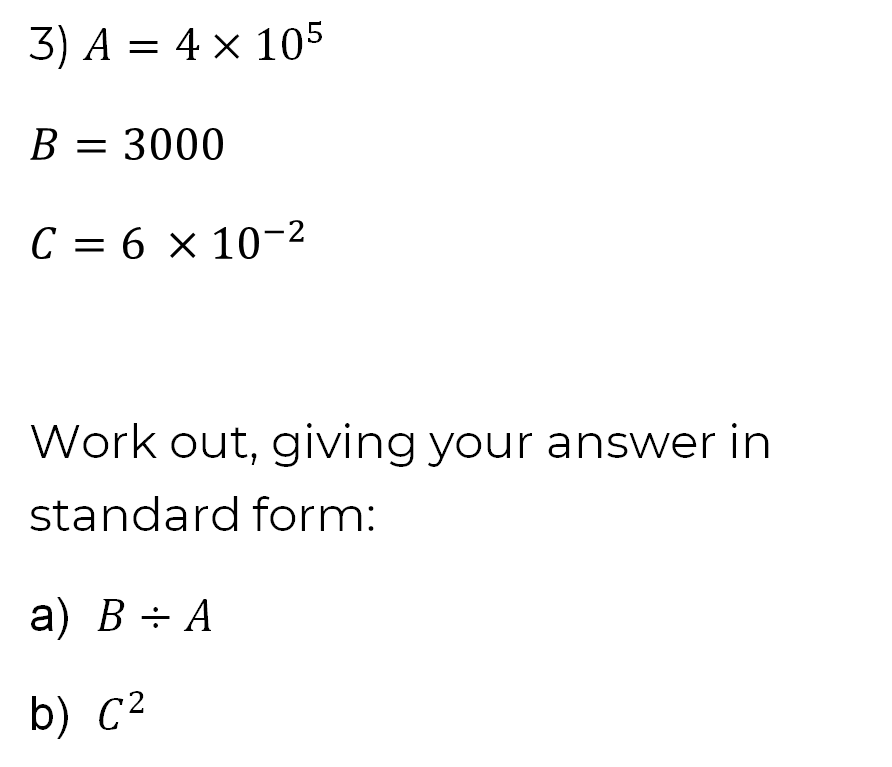 3) A = 4 × 10⁵
B = 3000
C = 6 × 10⁻²
Work out, giving your answer in
standard form:
a) B ÷ A
b) C²